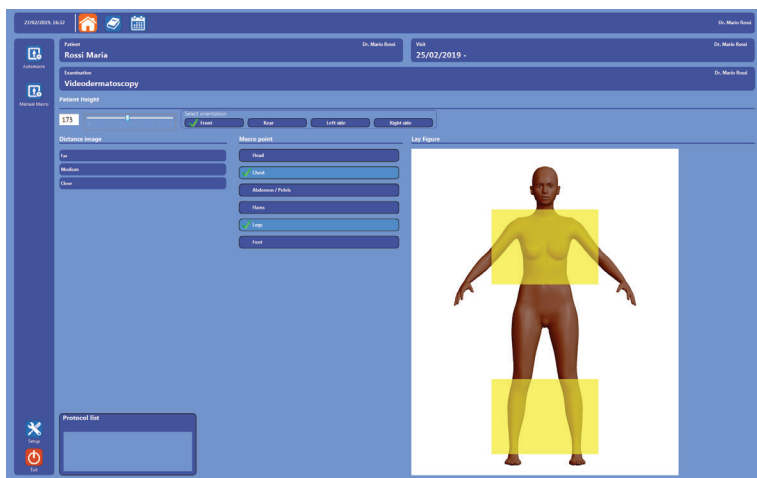 27/02/2019, 16:32
Dr. Mario Rossi
Automacro
Manual Macro
Patient
Dr. Mario Rossi
Rossi Maria
Visit
Dr. Mario Rossi
25/02/2019 -
Examination
Dr. Mario Rossi
Videodermatoscopy
Patient Height
173
Select orientation
Front
Rear
Left side
Right side
Distance image
Macro point
Lay Figure
Far
Medium
Close
Head
Chest
Abdomen / Pelvis
Hams
Legs
Feet
Protocol list
Setup
Exit